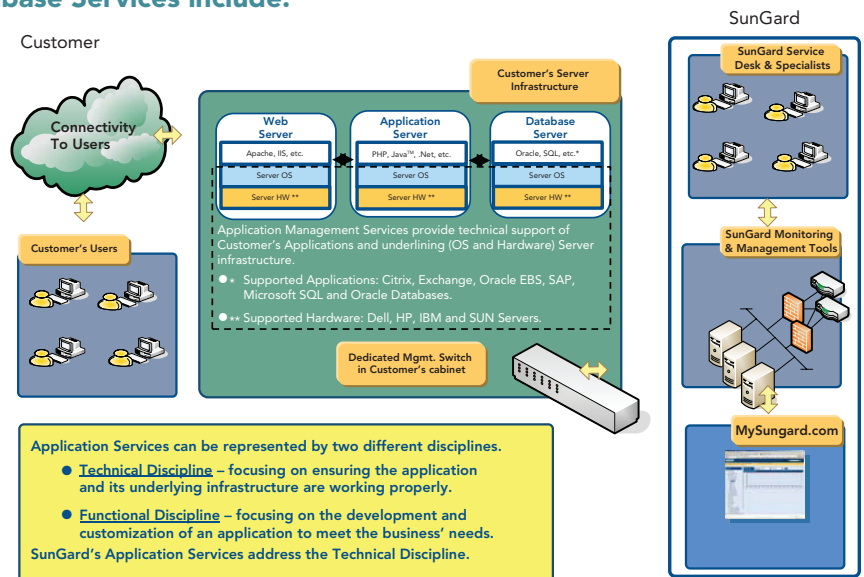 base Services include:
Customer
SunGard
Connectivity
To Users
Customer's Users
Customer's Server
Infrastructure
Web
Server
Apache, IIS, etc.
Server OS
Server HW **
Application
Server
PHP, Java™, .Net, etc.
Server OS
Server HW **
Database
Server
Oracle, SQL, etc.*
Server OS
Server HW **
Application Management Services provide technical support of
Customer's Applications and underlining (OS and Hardware) Server
infrastructure.
● * Supported Applications: Citrix, Exchange, Oracle EBS, SAP,
Microsoft SQL and Oracle Databases.
● ** Supported Hardware: Dell, HP, IBM and SUN Servers.
Dedicated Mgmt. Switch
in Customer's cabinet
SunGard Service
Desk & Specialists
SunGard Monitoring
& Management Tools
MySungard.com
Application Services can be represented by two different disciplines.
● Technical Discipline – focusing on ensuring the application
and its underlying infrastructure are working properly.
● Functional Discipline – focusing on the development and
customization of an application to meet the business' needs.
SunGard's Application Services address the Technical Discipline.